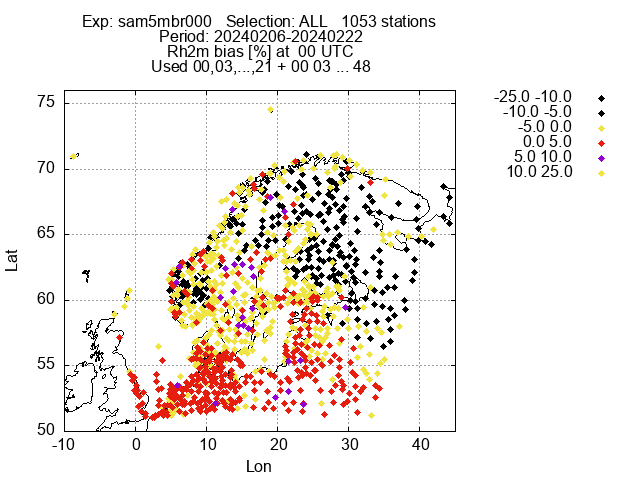 Exp: sam5mbr000   Selection: ALL   1053 stations
Period: 20240206-20240222
Rh2m bias [%] at  00 UTC
Used 00,03,...,21 + 00 03 ... 48
-25.0 -10.0
-10.0 -5.0
-5.0 0.0
0.0 5.0
5.0 10.0
10.0 25.0
75
70
65
60
55
50
Lat
-10 0 10 20 30 40
Lon